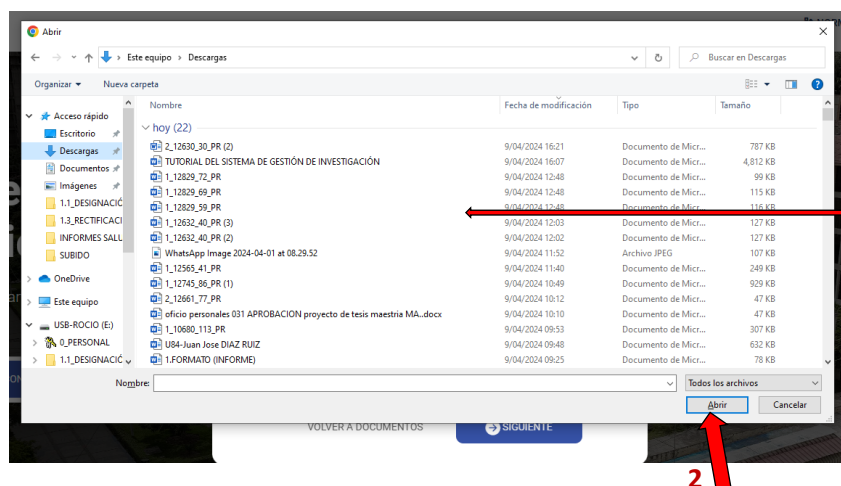 Abrir
Este equipo > Descargas
Buscar en Descargas
Organizar
Nueva carpeta
Nombre
Fecha de modificación
Tipo
Tamaño
Acceso rápido
Escritorio
Descargas
Documentos
Imágenes
1.1_DESIGNACIÓ
1.3_RECTIFICACI
INFORMES SALU
SUBIDO
OneDrive
Este equipo
USB-ROCIO (E:)
0_PERSONAL
1.1_DESIGNACIÓ
hoy (22)
2_12630_30_PR (2) 9/04/2024 16:21 Documento de Micr... 787 KB
TUTORIAL DEL SISTEMA DE GESTIÓN DE INVESTIGACIÓN 9/04/2024 16:07 Documento de Micr... 4,812 KB
1_12829_72_PR 9/04/2024 12:48 Documento de Micr... 99 KB
1_12829_69_PR 9/04/2024 12:48 Documento de Micr... 115 KB
1_12829_59_PR 9/04/2024 12:48 Documento de Micr... 116 KB
1_12632_40_PR (3) 9/04/2024 12:03 Documento de Micr... 127 KB
1_12632_40_PR (2) 9/04/2024 12:02 Documento de Micr... 127 KB
WhatsApp Image 2024-04-01 at 08.29.52 9/04/2024 11:52 Archivo JPEG 107 KB
1_12565_41_PR 9/04/2024 11:40 Documento de Micr... 249 KB
1_12745_86_PR (1) 9/04/2024 10:49 Documento de Micr... 929 KB
2_12661_77_PR 9/04/2024 10:12 Documento de Micr... 47 KB
oficio personales 031 APROBACION proyecto de tesis maestria MA..docx 9/04/2024 10:10 Documento de Micr... 47 KB
1_10680_113_PR 9/04/2024 09:53 Documento de Micr... 307 KB
U84-Juan Jose DIAZ RUIZ 9/04/2024 09:48 Documento de Micr... 632 KB
1.FORMATO (INFORME) 9/04/2024 09:25 Documento de Micr... 78 KB
Nombre:
Todos los archivos
Abrir
Cancelar
VOLVER A DOCUMENTOS
SIGUIENTE
2